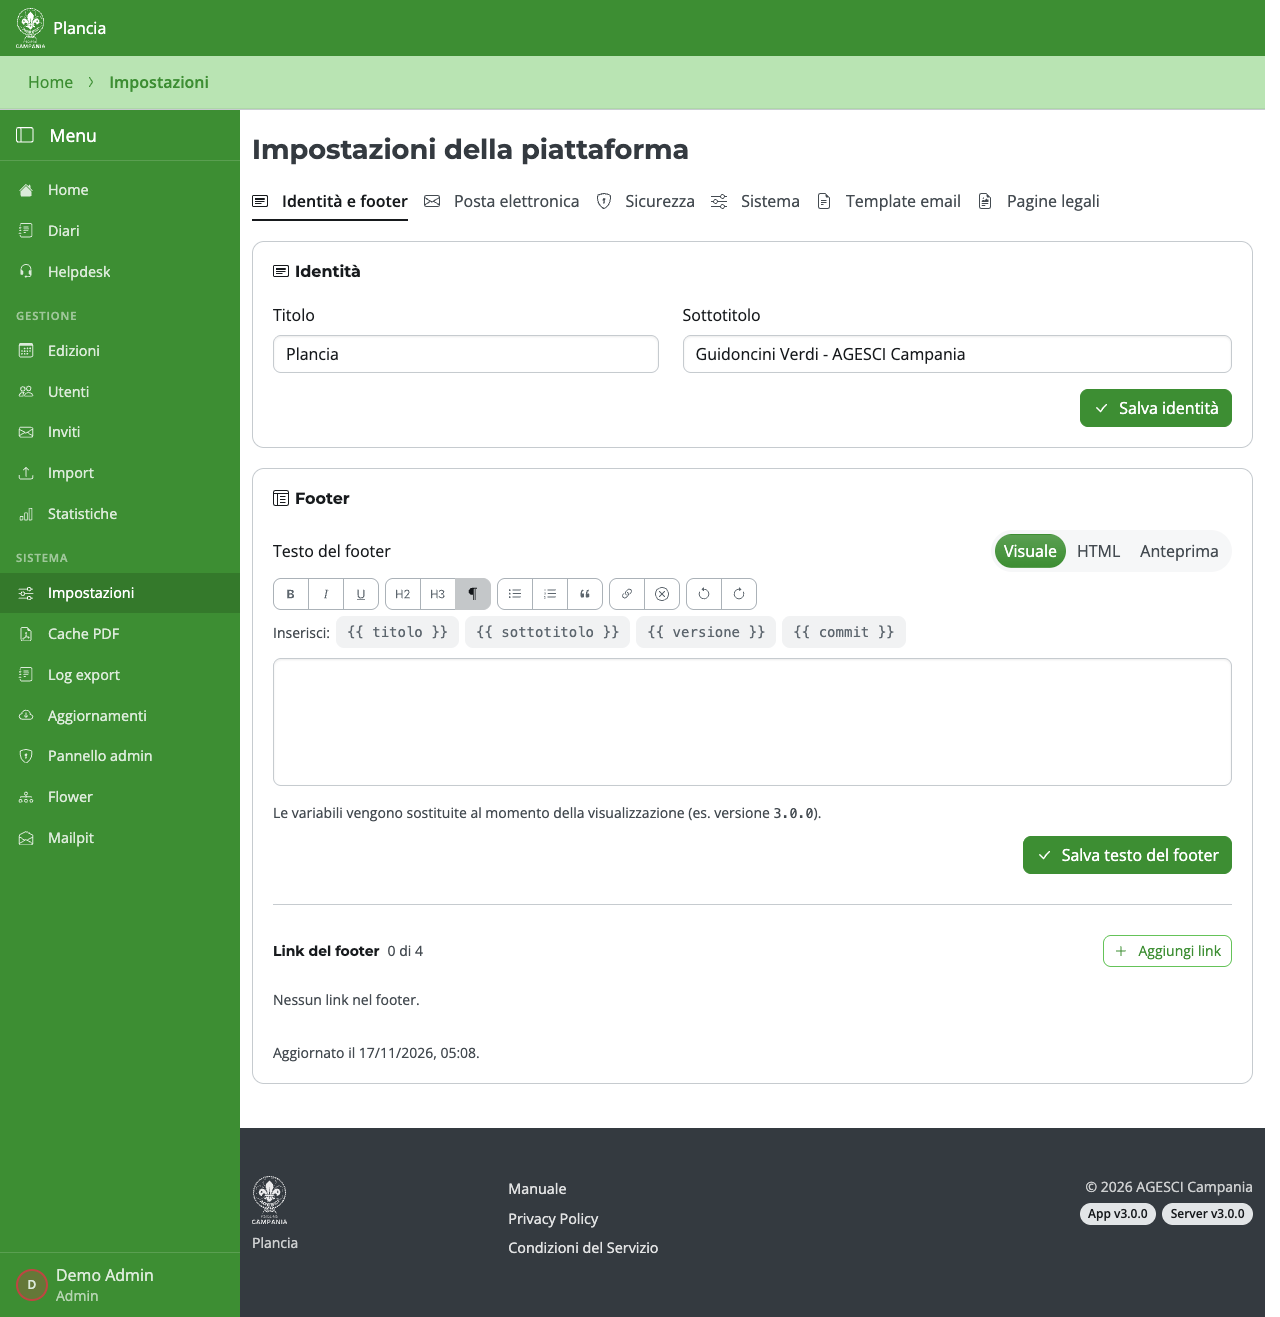 CAMPANIA
Plancia
Home
Impostazioni
Menu
Home
Diari
Helpdesk
GESTIONE
Edizioni
Utenti
Inviti
Import
Statistiche
SISTEMA
Impostazioni
Cache PDF
Log export
Aggiornamenti
Pannello admin
Flower
Mailpit
D
Demo Admin
Admin
Impostazioni della piattaforma
Identità e footer Posta elettronica Sicurezza Sistema Template email Pagine legali
Identità
Titolo Sottotitolo
Plancia Guidoncini Verdi - AGESCI Campania
Salva identità
Footer
Testo del footer Visuale HTML Anteprima
B I U H2 H3 ¶ “
Inserisci: {{ titolo }} {{ sottotitolo }} {{ versione }} {{ commit }}
Le variabili vengono sostituite al momento della visualizzazione (es. versione 3.0.0).
Salva testo del footer
Link del footer 0 di 4 Aggiungi link
Nessun link nel footer.
Aggiornato il 17/11/2026, 05:08.
CAMPANIA
Plancia
Manuale
Privacy Policy
Condizioni del Servizio
© 2026 AGESCI Campania
App v3.0.0 Server v3.0.0